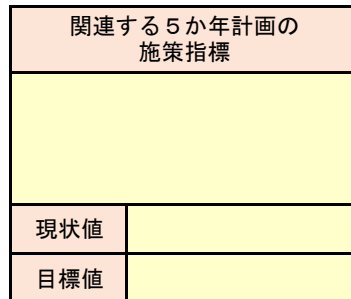 関連する５か年計画の
施策指標
現状値
目標値